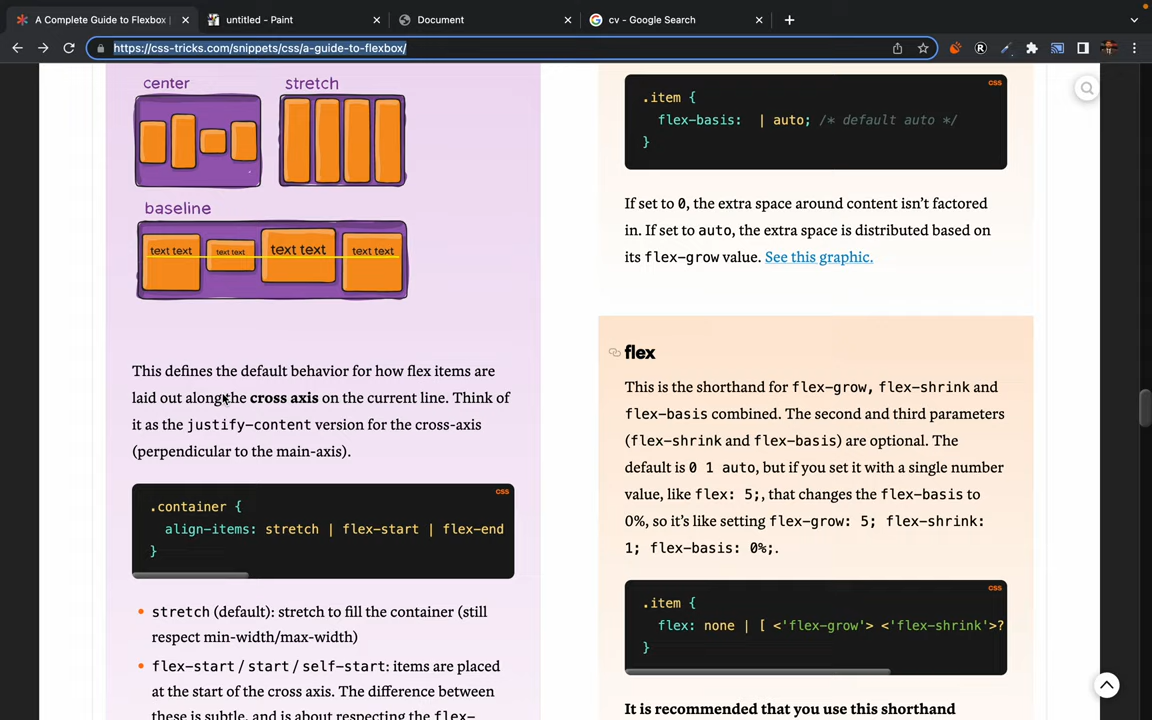 A Complete Guide to Flexbox |
untitled - Paint
Document
cv - Google Search
https://css-tricks.com/snippets/css/a-guide-to-flexbox/
center
stretch
baseline
text text
text text
text text
text text
This defines the default behavior for how flex items are
laid out along the cross axis on the current line. Think of
it as the justify-content version for the cross-axis
(perpendicular to the main-axis).
css
.container {
align-items: stretch | flex-start | flex-end
}
stretch (default): stretch to fill the container (still
respect min-width/max-width)
flex-start / start / self-start: items are placed
at the start of the cross axis. The difference between
these is subtle, and is about respecting the flex-
css
.item {
flex-basis:  | auto; /* default auto */
}
If set to 0, the extra space around content isn’t factored
in. If set to auto, the extra space is distributed based on
its flex-grow value. See this graphic.
flex
This is the shorthand for flex-grow, flex-shrink and
flex-basis combined. The second and third parameters
(flex-shrink and flex-basis) are optional. The
default is 0 1 auto, but if you set it with a single number
value, like flex: 5;, that changes the flex-basis to
0%, so it’s like setting flex-grow: 5; flex-shrink:
1; flex-basis: 0%;.
css
.item {
flex: none | [ <'flex-grow'> <'flex-shrink'>?
}
It is recommended that you use this shorthand